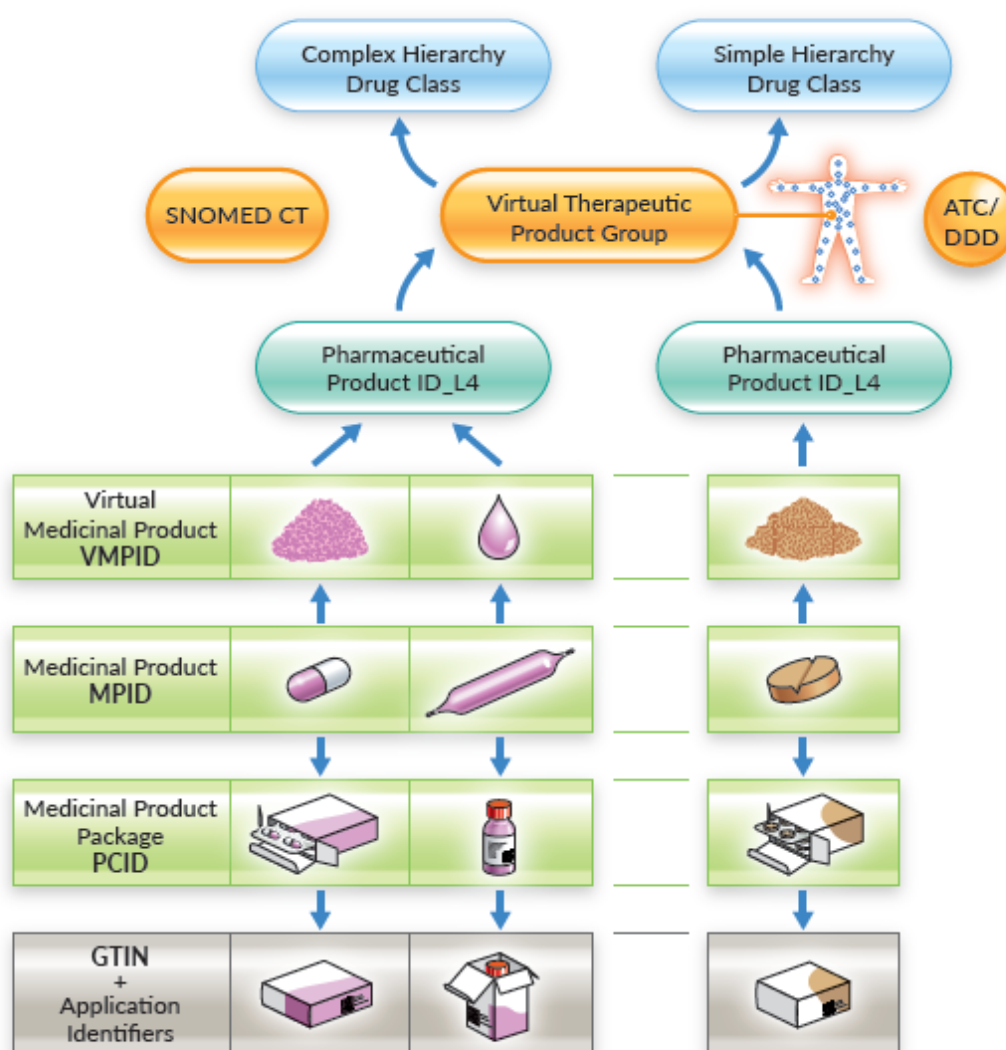 Complex Hierarchy
Drug Class
Simple Hierarchy
Drug Class
SNOMED CT
Virtual Therapeutic
Product Group
ATC/
DDD
Pharmaceutical
Product ID_L4
Pharmaceutical
Product ID_L4
Virtual
Medicinal Product
VMPID
Medicinal Product
MPID
Medicinal Product
Package
PCID
GTIN
+
Application
Identifiers